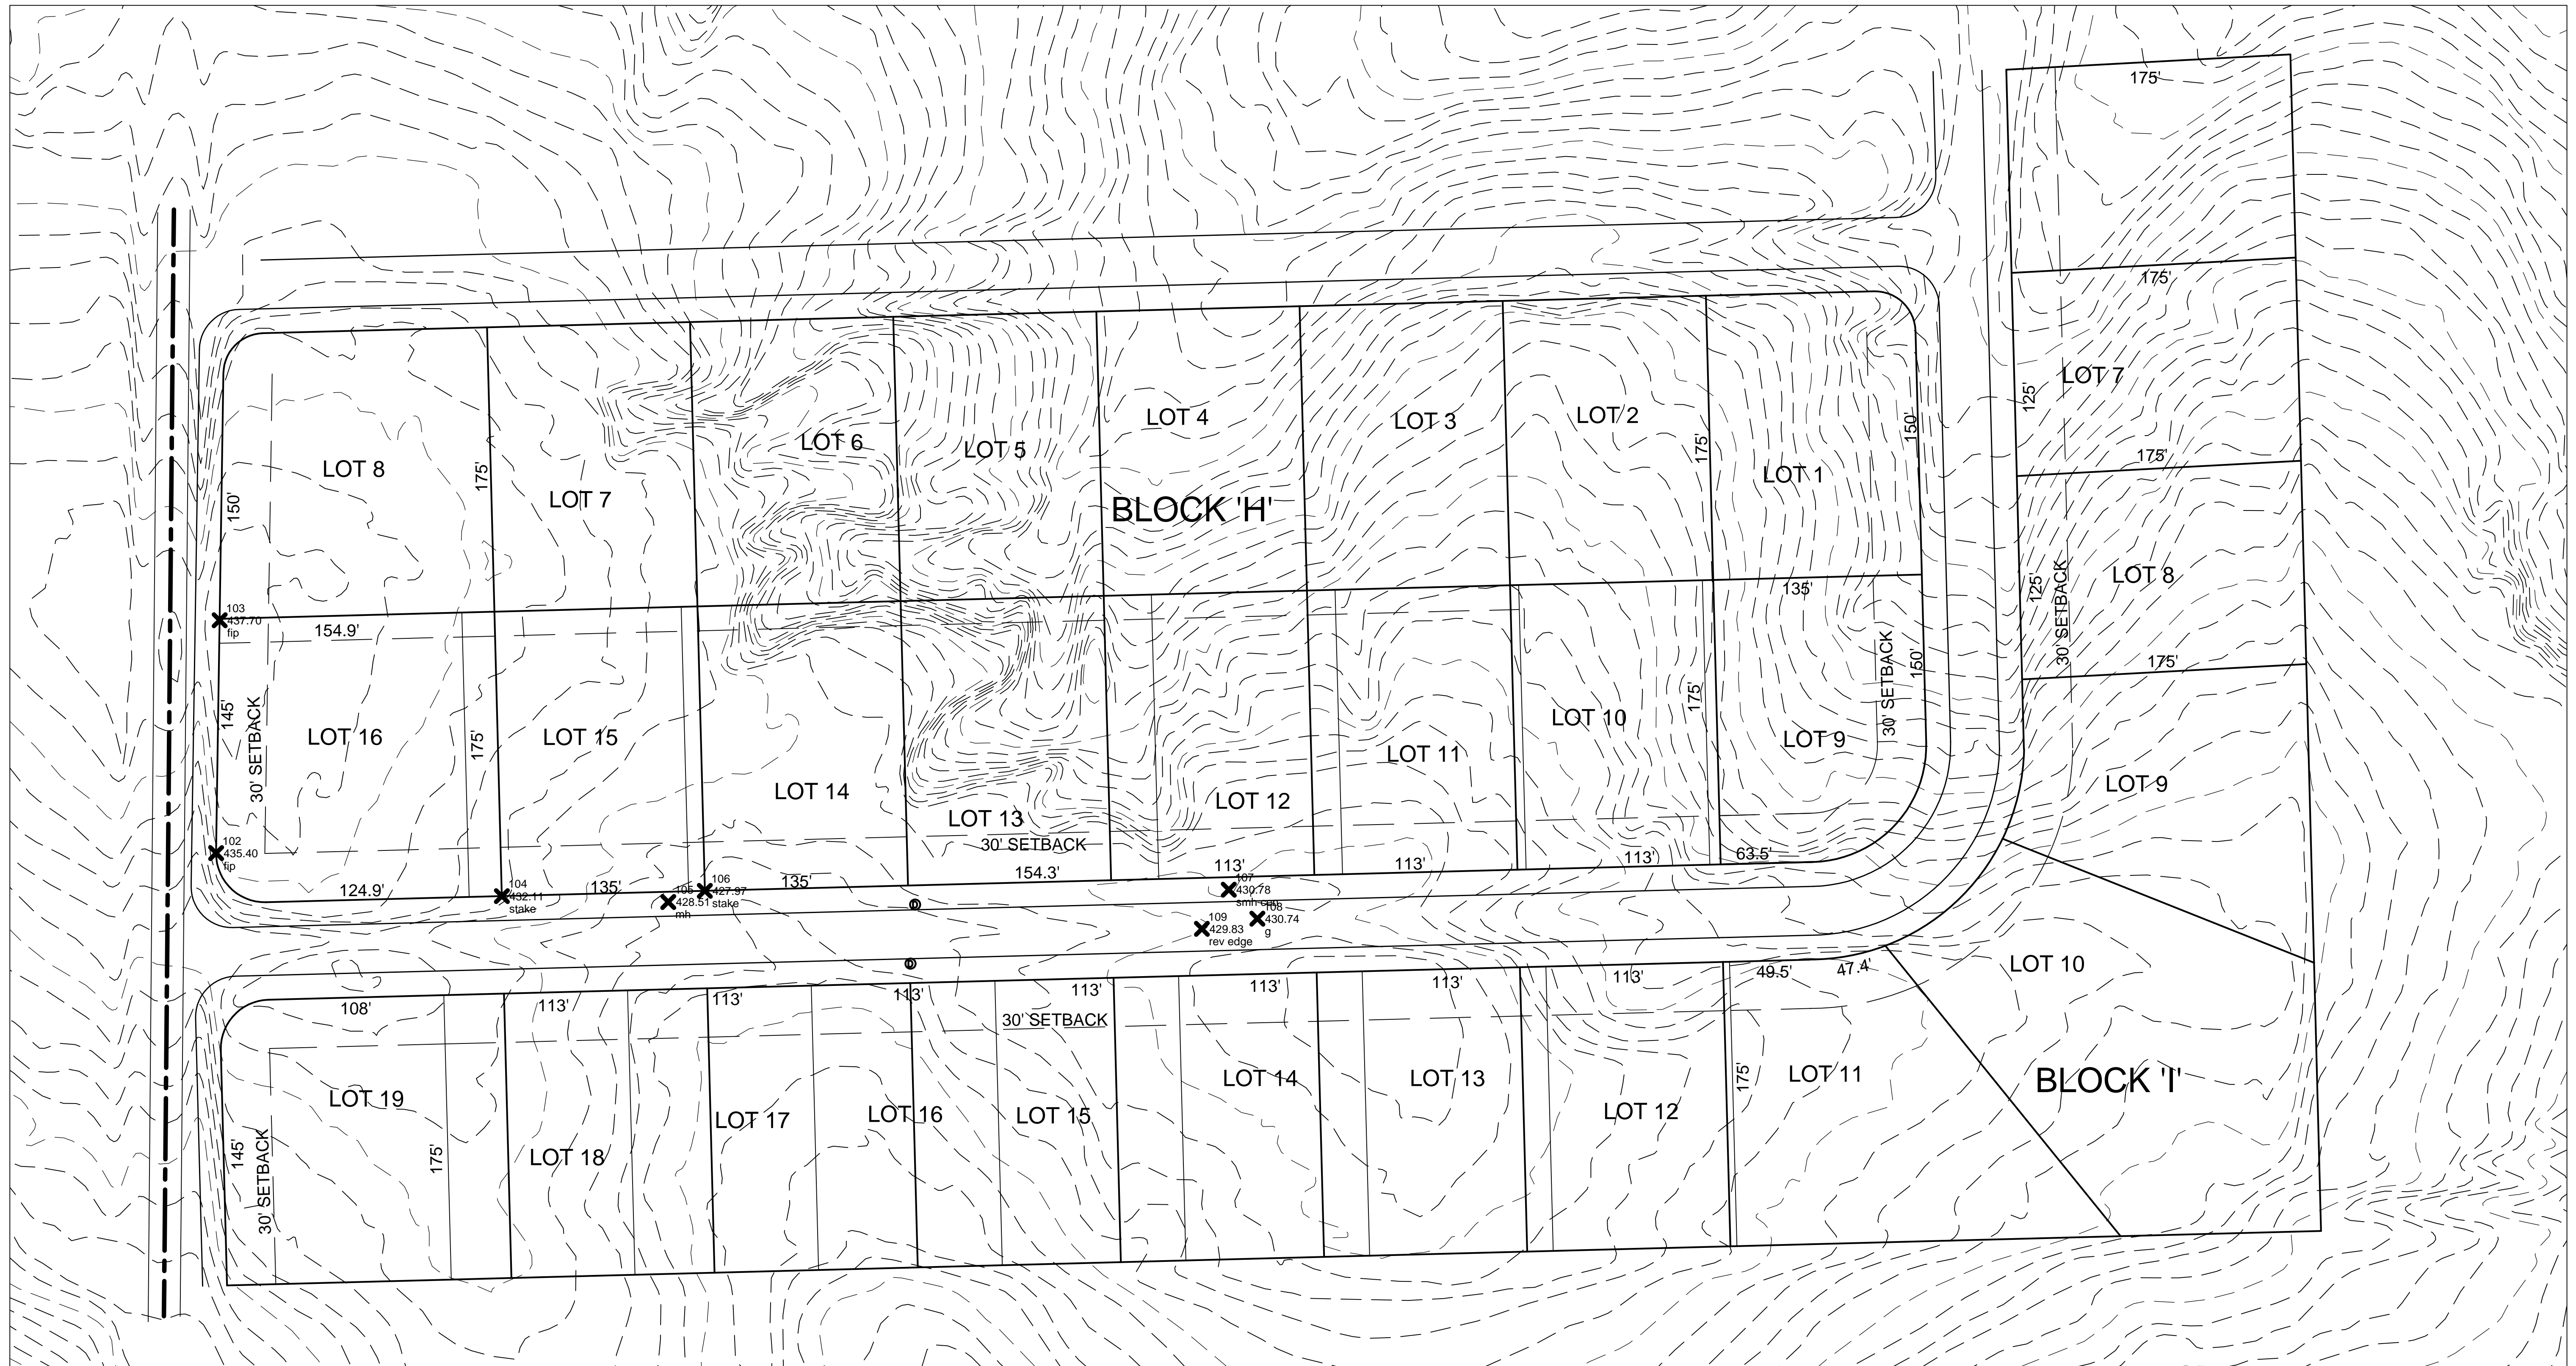 175'
175'
LOT 7
125'
175'
LOT 8
125'
30' SETBACK
175'
LOT 9
LOT 10
BLOCK 'I'
LOT 8
175'
150'
LOT 7
LOT 6
LOT 5
LOT 4
LOT 3
LOT 2
175'
LOT 1
150'
BLOCK 'H'
135'
103
437.70
fip
154.9'
145'
30' SETBACK
LOT 16
175'
LOT 15
LOT 14
LOT 13
30' SETBACK
LOT 12
LOT 11
LOT 10
175'
LOT 9
30' SETBACK
150'
102
435.40
fip
124.9'
104
432.11
stake
135'
105
428.51
mh
106
427.97
stake
135'
154.3'
113'
113'
113'
63.5'
107
430.78
smh
108
430.74
g
109
429.83
rev edge
108'
113'
113'
113'
113'
113'
113'
113'
49.5'
47.4'
30' SETBACK
LOT 19
145'
30' SETBACK
175'
LOT 18
LOT 17
LOT 16
LOT 15
LOT 14
LOT 13
LOT 12
175'
LOT 11